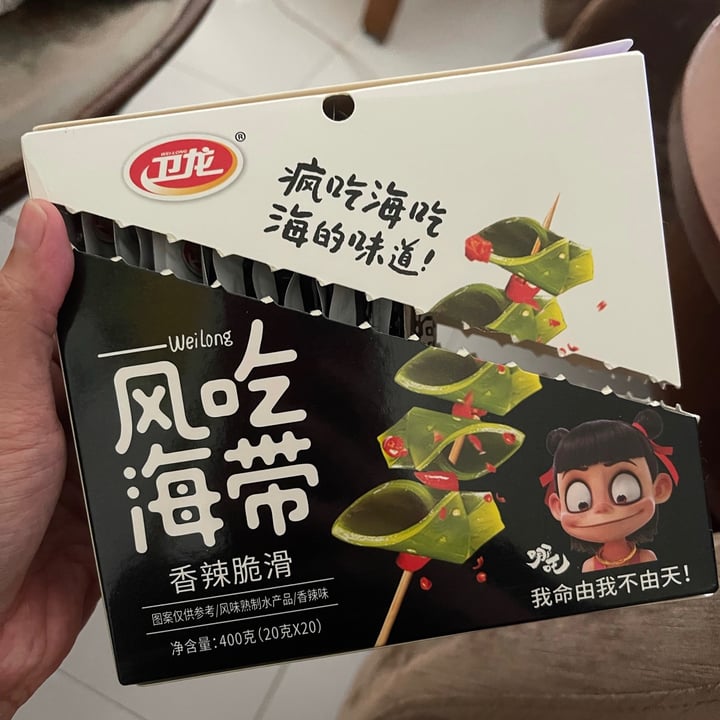 WEI-LONG
卫龙®
疯吃海吃
海的味道!
Weilong
风吃
海带
香辣脆滑
图案仅供参考/风味熟制水产品/香辣味
净含量:400克(20克X20)
哪吒
我命由我不由天!